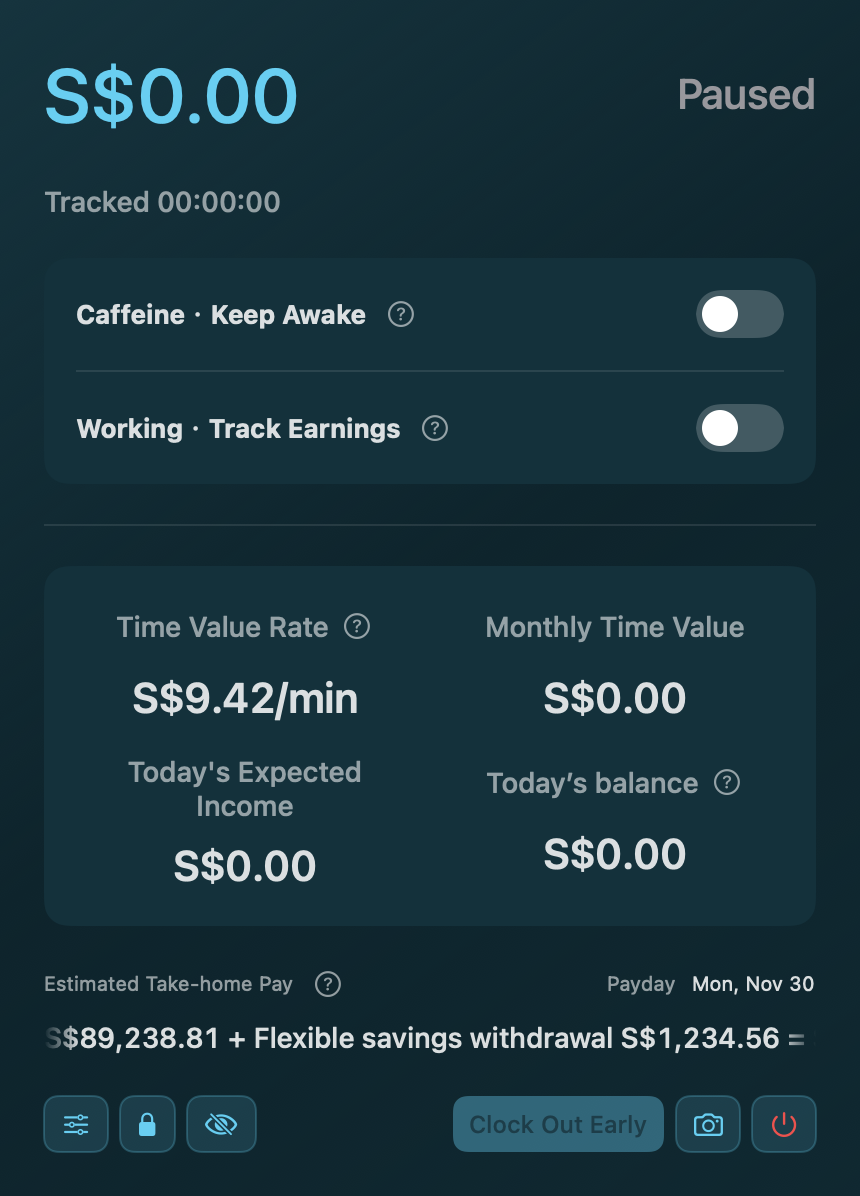 S$0.00
Paused
Tracked 00:00:00
Caffeine · Keep Awake ?
Working · Track Earnings ?
Time Value Rate ?
S$9.42/min
Monthly Time Value
S$0.00
Today's Expected
Income
S$0.00
Today’s balance ?
S$0.00
Estimated Take-home Pay ?
Payday Mon, Nov 30
S$89,238.81 + Flexible savings withdrawal S$1,234.56 =
Clock Out Early